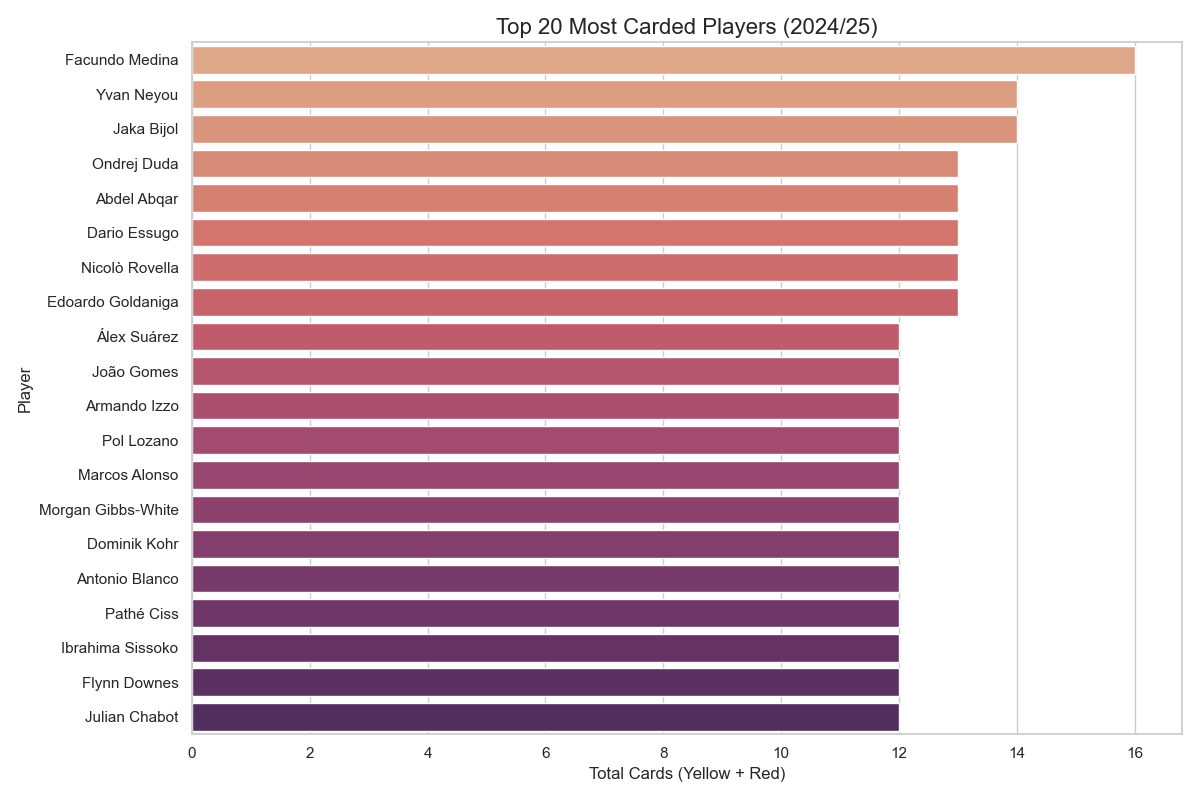 Top 20 Most Carded Players (2024/25)
Player
Facundo Medina
Yvan Neyou
Jaka Bijol
Ondrej Duda
Abdel Abqar
Dario Essugo
Nicolò Rovella
Edoardo Goldaniga
Álex Suárez
João Gomes
Armando Izzo
Pol Lozano
Marcos Alonso
Morgan Gibbs-White
Dominik Kohr
Antonio Blanco
Pathé Ciss
Ibrahima Sissoko
Flynn Downes
Julian Chabot
0 2 4 6 8 10 12 14 16
Total Cards (Yellow + Red)